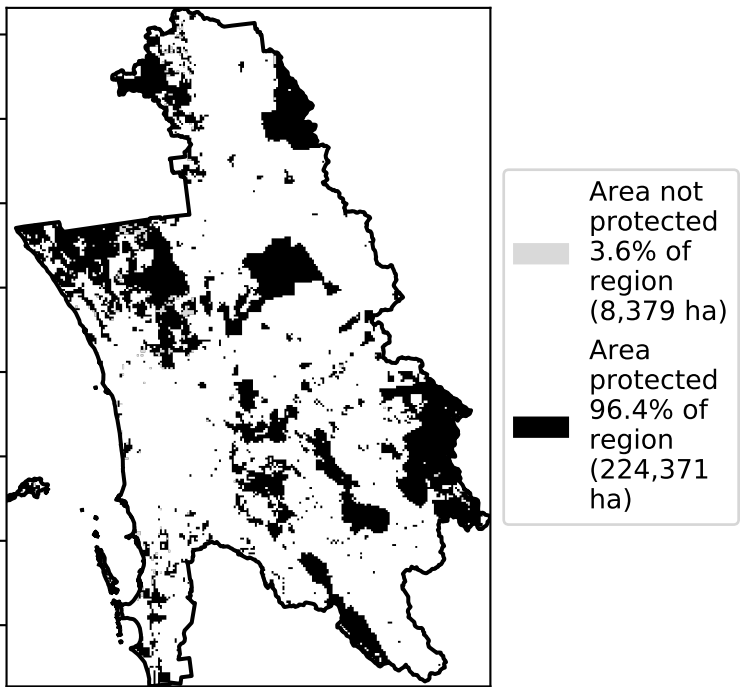 Area not
protected
3.6% of
region
(8,379 ha)
Area
protected
96.4% of
region
(224,371
ha)